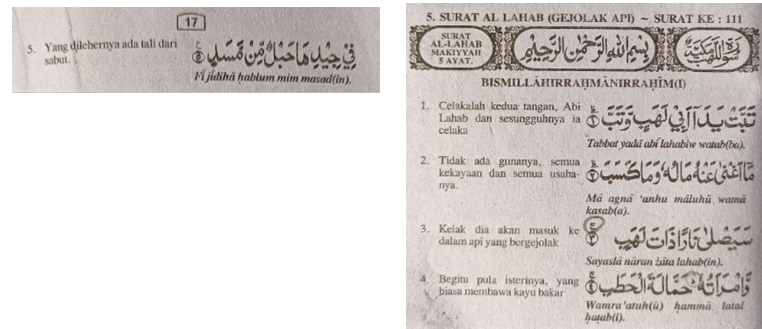 17
5. Yang dilehernya ada tali dari
sabut.
فِيْ جِيْدِهَا حَبْلٌ مِّنْ مَّسَدٍ ۝٥
Fī jīdihā ḥablum mim masad(in).
5. SURAT AL LAHAB (GEJOLAK API) ~ SURAT KE : 111
SURAT
AL-LAHAB
MAKIYYAH
5 AYAT.
بِسْمِ اللّٰهِ الرَّحْمٰنِ الرَّحِيْمِ
BISMILLĀHIRRAḤMĀNIRRAḤĪM(I)
1. Celakalah kedua tangan, Abi
Lahab dan sesungguhnya ia
celaka
تَبَّتْ يَدَآ اَبِيْ لَهَبٍ وَّتَبَّ ۝١
Tabbat yadā abī lahabiw watab(ba).
2. Tidak ada gunanya, semua
kekayaan dan semua usaha-
nya.
مَآ اَغْنٰى عَنْهُ مَالُهٗ وَمَا كَسَبَ ۝٢
Mā agnā 'anhu māluhū wamā
kasab(a).
3. Kelak dia akan masuk ke
dalam api yang bergejolak
سَيَصْلٰى نَارًا ذَاتَ لَهَبٍ ۝٣
Sayaslā nāran żāta lahab(in).
4. Begitu pula isterinya, yang
biasa membawa kayu bakar
وَّامْرَاَتُهٗ حَمَّالَةَ الْحَطَبِ ۝٤
Wamra'atuh(ū) hammā latal
ḥaṭab(i).